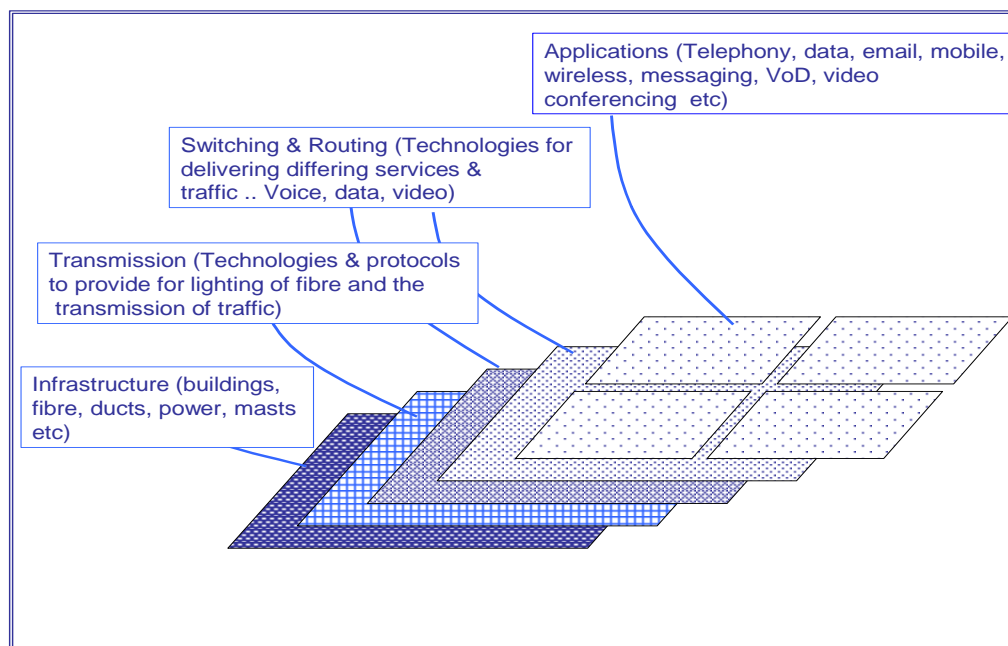 Applications (Telephony, data, email, mobile,
wireless, messaging, VoD, video
conferencing  etc)
Switching & Routing (Technologies for
delivering differing services &
traffic .. Voice, data, video)
Transmission (Technologies & protocols
to provide for lighting of fibre and the
transmission of traffic)
Infrastructure (buildings,
fibre, ducts, power, masts
etc)